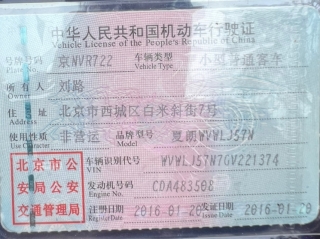 中华人民共和国机动车行驶证
Vehicle License of the People's Republic of China
号牌号码 京NVR722 车辆类型 小型普通客车
Plate No. Vehicle Type
所有人 刘路
Owner
住址 北京市西城区白米斜街7号
Address
使用性质 非营运 品牌型号 夏朗WVWLJ57N
Use Character Model
北京市公安局公安交通管理局
车辆识别代号 WVWLJ57N7GV221374
VIN
发动机号码 CDA483508
Engine No.
注册日期 2016-01-20 发证日期 2016-01-20
Register Date Issue Date